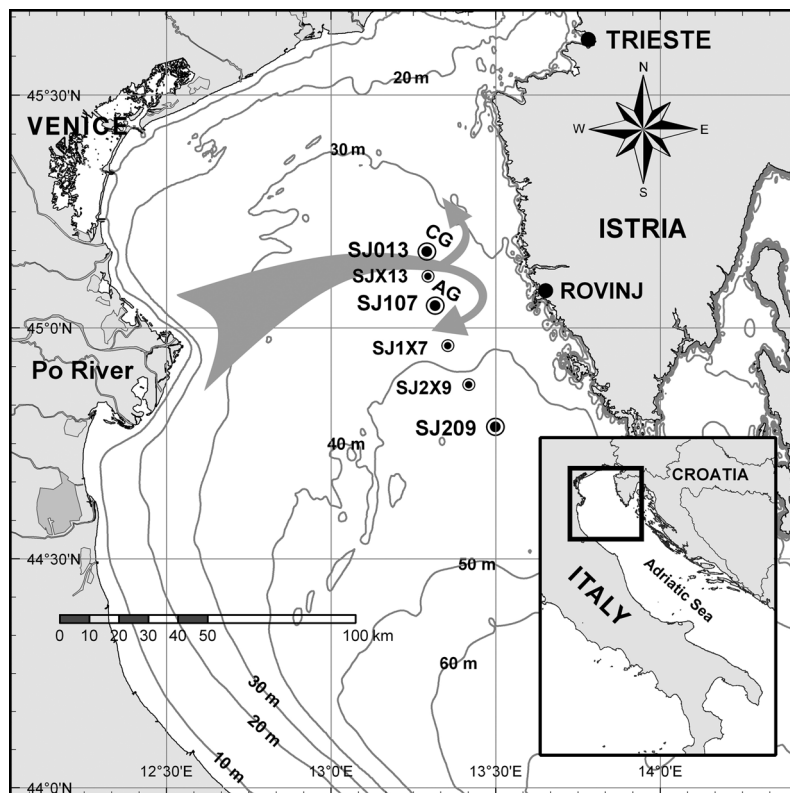 TRIESTE
20 m
45°30'N
N
VENICE
W
E
30 m
S
CG
ISTRIA
SJ013
SJX13
AG
ROVINJ
SJ107
45°0'N
SJ1X7
Po River
SJ2X9
SJ209
40 m
CROATIA
44°30'N
50 m
Adriatic Sea
ITALY
0 10 20 30 40 50 100 km
60 m
30 m
20 m
10 m
12°30'E
13°0'E
13°30'E
14°0'E
44°0'N